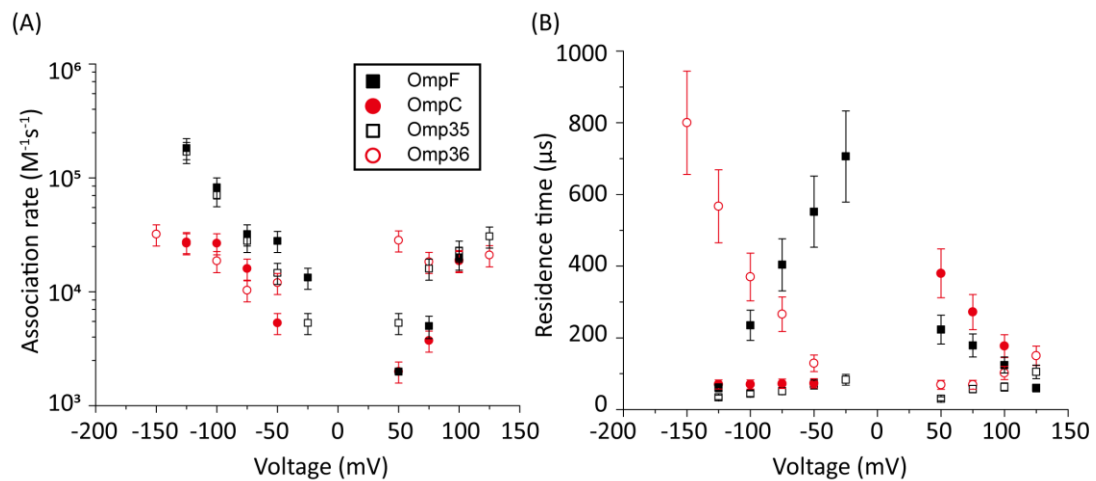 (A)
Association rate (M⁻¹s⁻¹)
10⁶
10⁵
10⁴
10³
-200 -150 -100 -50 0 50 100 150
Voltage (mV)
OmpF
OmpC
Omp35
Omp36
(B)
Residence time (µs)
1000
800
600
400
200
0
-200 -150 -100 -50 0 50 100 150
Voltage (mV)